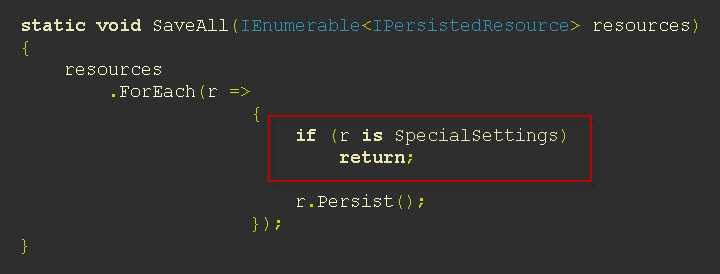 static void SaveAll(IEnumerable<IPersistedResource> resources)
{
    resources
        .ForEach(r =>
                     {
                         if (r is SpecialSettings)
                             return;

                         r.Persist();
                     });
}